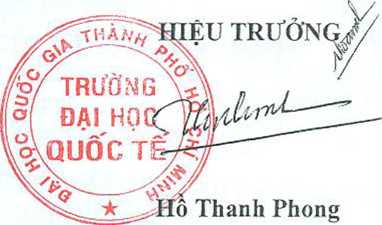 HIỆU TRƯỞNG
ĐẠI HỌC QUỐC GIA THÀNH PHỐ HỒ CHÍ MINH
TRƯỜNG
ĐẠI HỌC
QUỐC TẾ
Hồ Thanh Phong